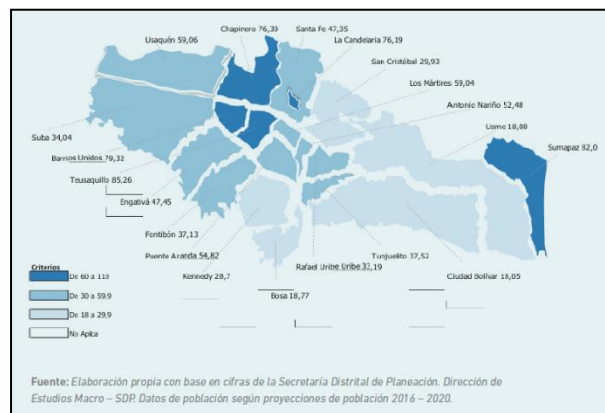 Usaquén 59,06
Chapinero 76,39
Santa Fe 47,35
La Candelaria 76,19
San Cristóbal 29,93
Los Mártires 59,04
Antonio Nariño 52,48
Usme 18,08
Sumapaz 82,0
Suba 34,04
Barrios Unidos 79,32
Teusaquillo 85,26
Engativá 47,45
Fontibón 37,13
Puente Aranda 54,82
Kennedy 28,7
Bosa 18,77
Rafael Uribe Uribe 33,19
Tunjuelito 37,52
Ciudad Bolívar 18,05
Criterios
De 60 a 110
De 30 a 59,9
De 18 a 29,9
No Aplica
Fuente: Elaboración propia con base en cifras de la Secretaría Distrital de Planeación. Dirección de
Estudios Macro – SDP. Datos de población según proyecciones de población 2016 – 2020.